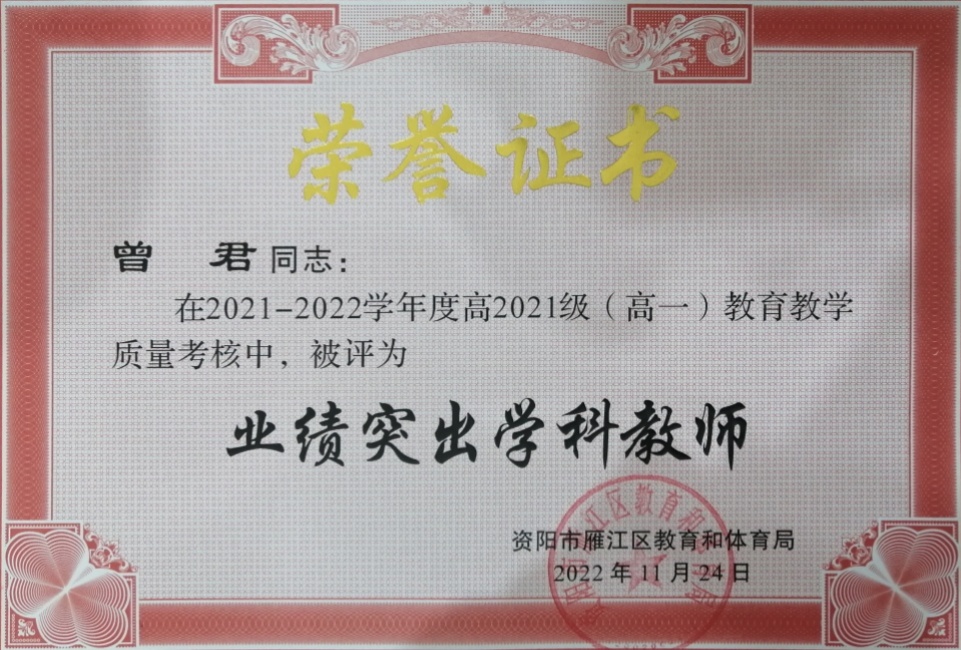 荣誉证书
曾 君 同志：
在2021-2022学年度高2021级（高一）教育教学
质量考核中，被评为
业绩突出学科教师
资阳市雁江区教育和体育局
2022年11月24日